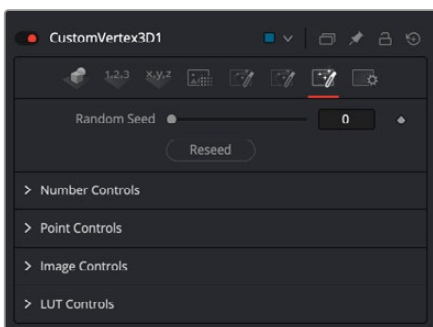 CustomVertex3D1
1,2,3 x,y,z
Random Seed 0
Reseed
Number Controls
Point Controls
Image Controls
LUT Controls